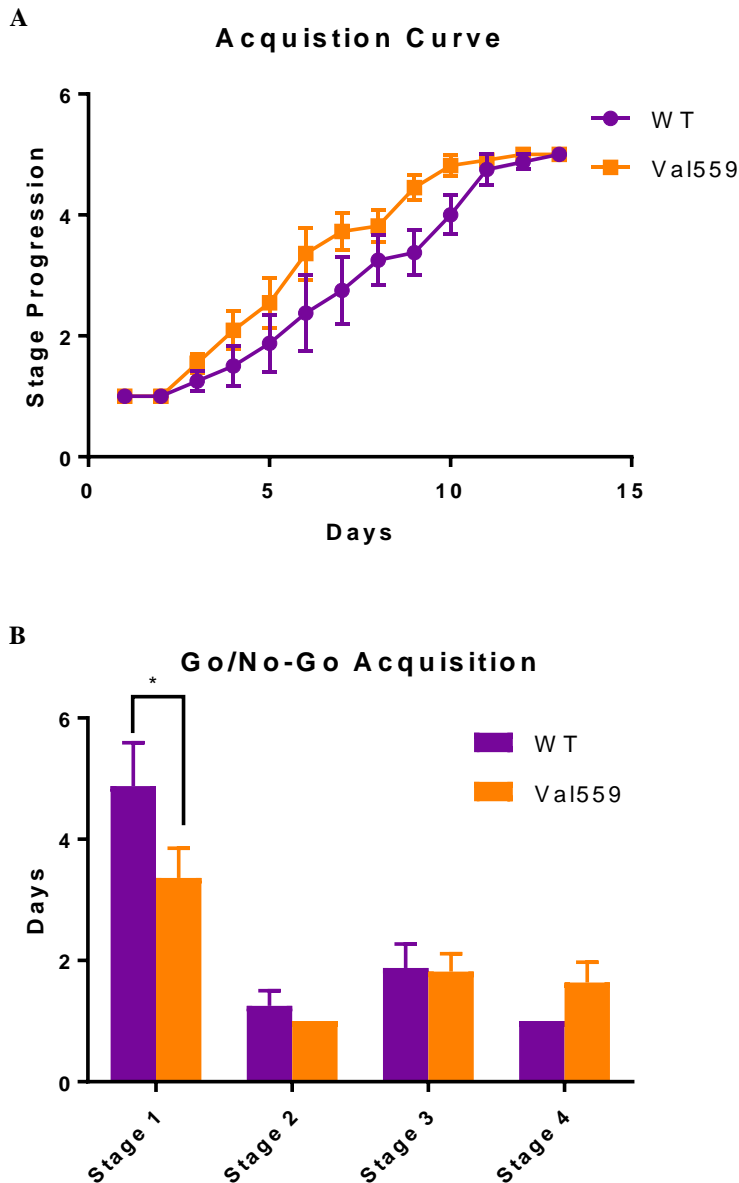 A
Acquistion Curve
6
4
2
0
Stage Progression
0 5 10 15
Days
WT
Val559
B
Go/No-Go Acquisition
*
6
4
2
0
Days
WT
Val559
Stage 1
Stage 2
Stage 3
Stage 4